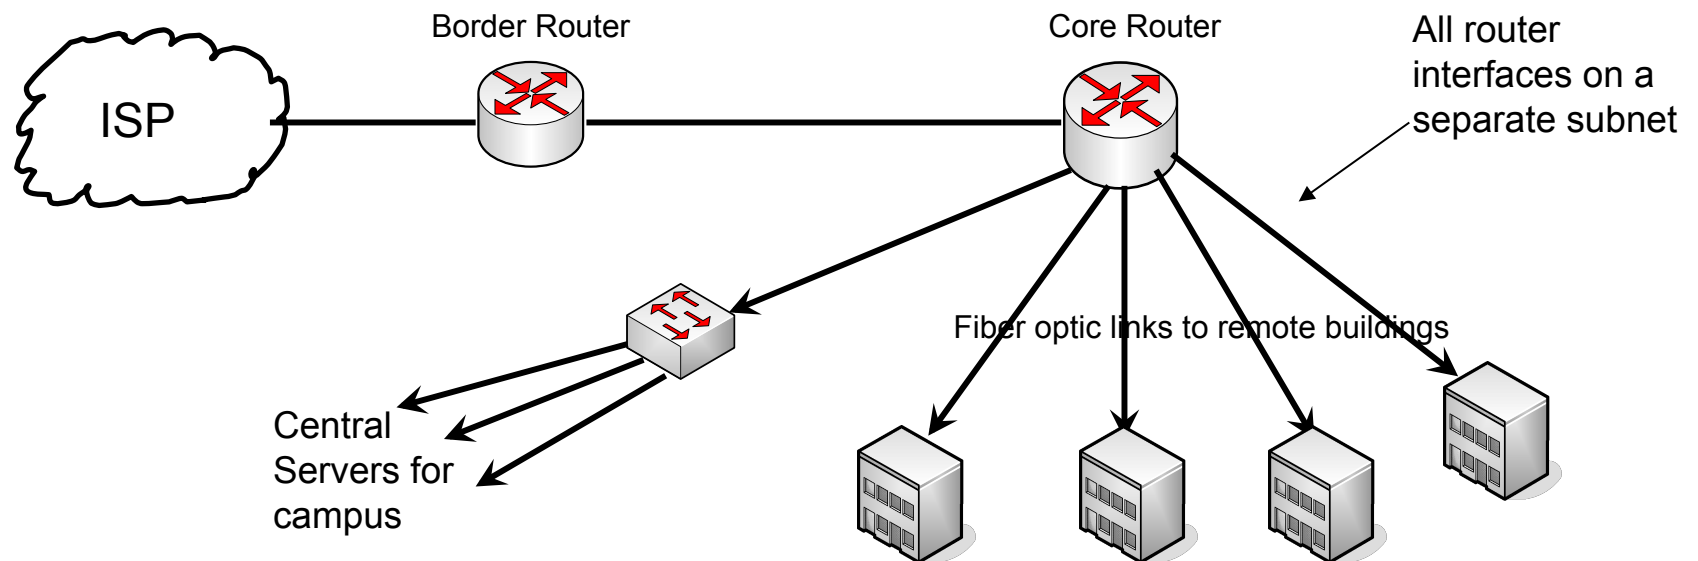 Border Router
Core Router
All router
interfaces on a
separate subnet
ISP
Fiber optic links to remote buildings
Central
Servers for
campus